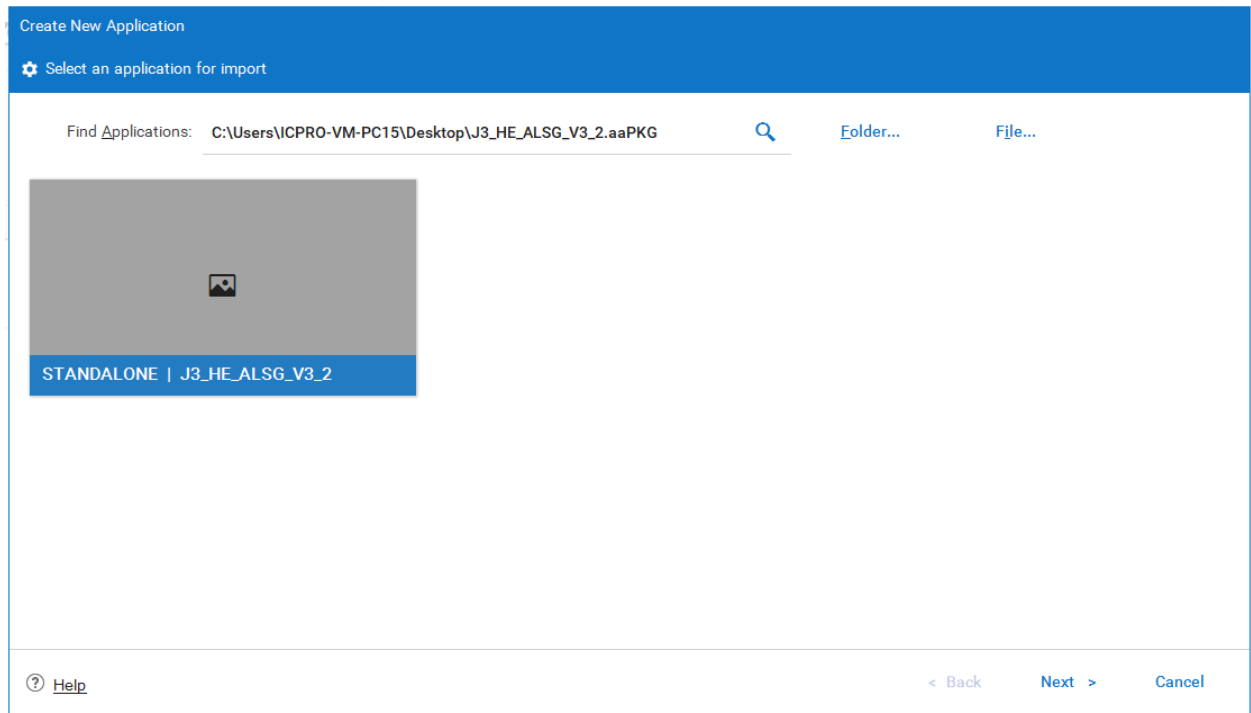 Create New Application
Select an application for import
Find Applications: C:\Users\ICPRO-VM-PC15\Desktop\J3_HE_ALSG_V3_2.aaPKG Folder... File...
STANDALONE | J3_HE_ALSG_V3_2
? Help < Back Next > Cancel